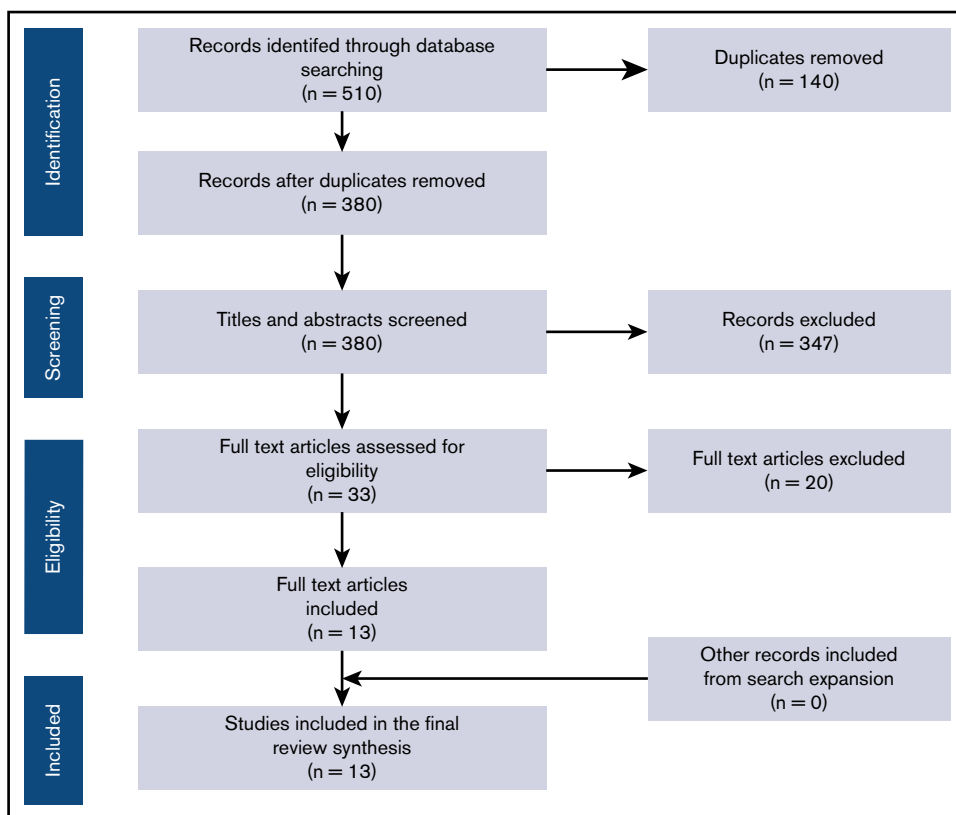 Identification
Records identifed through database
searching
(n = 510)
Duplicates removed
(n = 140)
Records after duplicates removed
(n = 380)
Screening
Titles and abstracts screened
(n = 380)
Records excluded
(n = 347)
Eligibility
Full text articles assessed for
eligibility
(n = 33)
Full text articles excluded
(n = 20)
Full text articles
included
(n = 13)
Other records included
from search expansion
(n = 0)
Included
Studies included in the final
review synthesis
(n = 13)